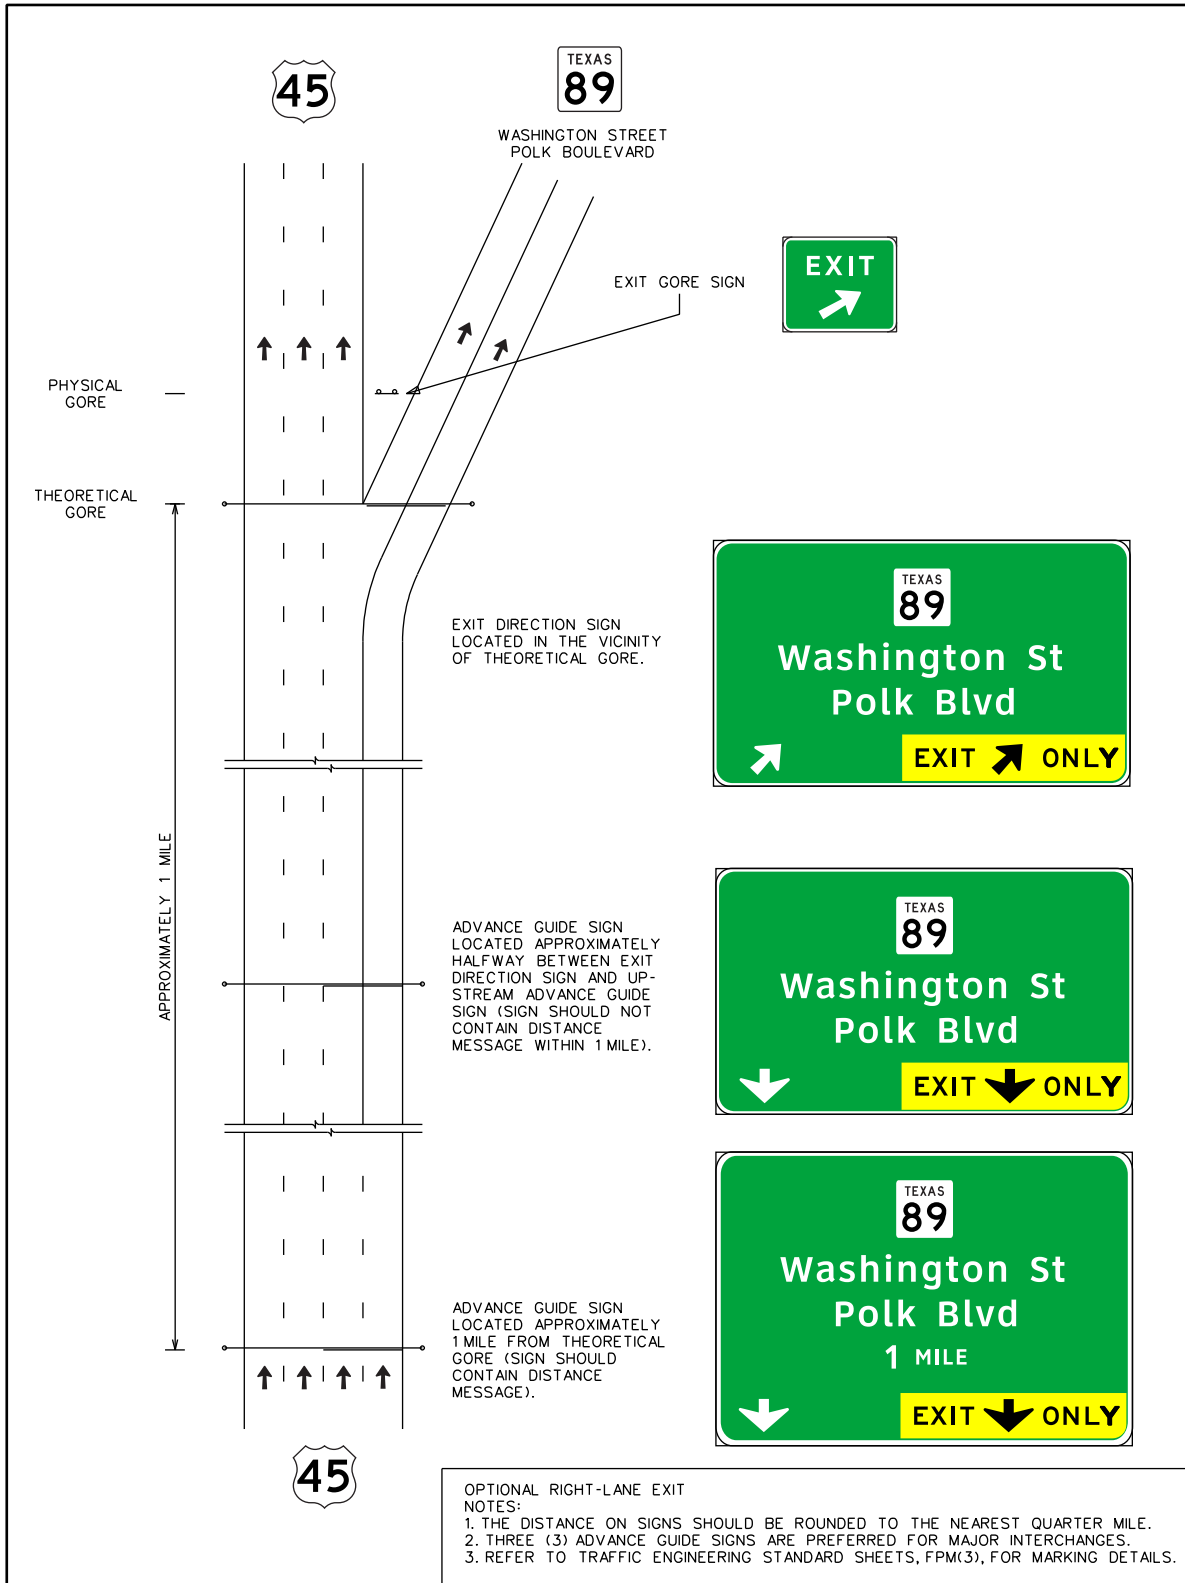 45
TEXAS
89
WASHINGTON STREET
POLK BOULEVARD
EXIT
EXIT GORE SIGN
PHYSICAL
GORE
THEORETICAL
GORE
TEXAS
89
Washington St
Polk Blvd
EXIT ONLY
EXIT DIRECTION SIGN
LOCATED IN THE VICINITY
OF THEORETICAL GORE.
APPROXIMATELY 1 MILE
TEXAS
89
Washington St
Polk Blvd
EXIT ONLY
ADVANCE GUIDE SIGN
LOCATED APPROXIMATELY
HALFWAY BETWEEN EXIT
DIRECTION SIGN AND UP-
STREAM ADVANCE GUIDE
SIGN (SIGN SHOULD NOT
CONTAIN DISTANCE
MESSAGE WITHIN 1 MILE).
TEXAS
89
Washington St
Polk Blvd
1 MILE
EXIT ONLY
ADVANCE GUIDE SIGN
LOCATED APPROXIMATELY
1 MILE FROM THEORETICAL
GORE (SIGN SHOULD
CONTAIN DISTANCE
MESSAGE).
45
OPTIONAL RIGHT-LANE EXIT
NOTES:
1. THE DISTANCE ON SIGNS SHOULD BE ROUNDED TO THE NEAREST QUARTER MILE.
2. THREE (3) ADVANCE GUIDE SIGNS ARE PREFERRED FOR MAJOR INTERCHANGES.
3. REFER TO TRAFFIC ENGINEERING STANDARD SHEETS, FPM(3), FOR MARKING DETAILS.